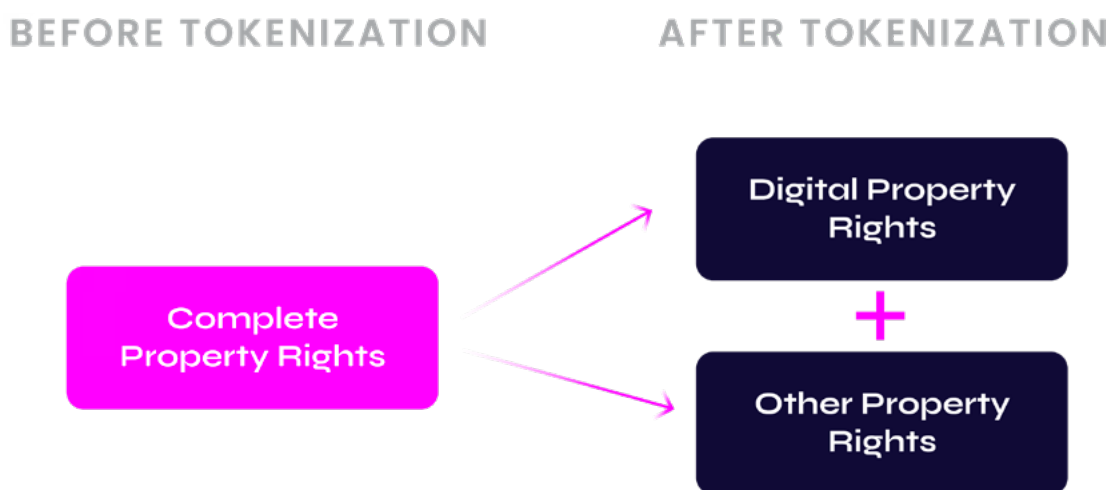 BEFORE TOKENIZATION
AFTER TOKENIZATION
Complete
Property Rights
Digital Property
Rights
+
Other Property
Rights